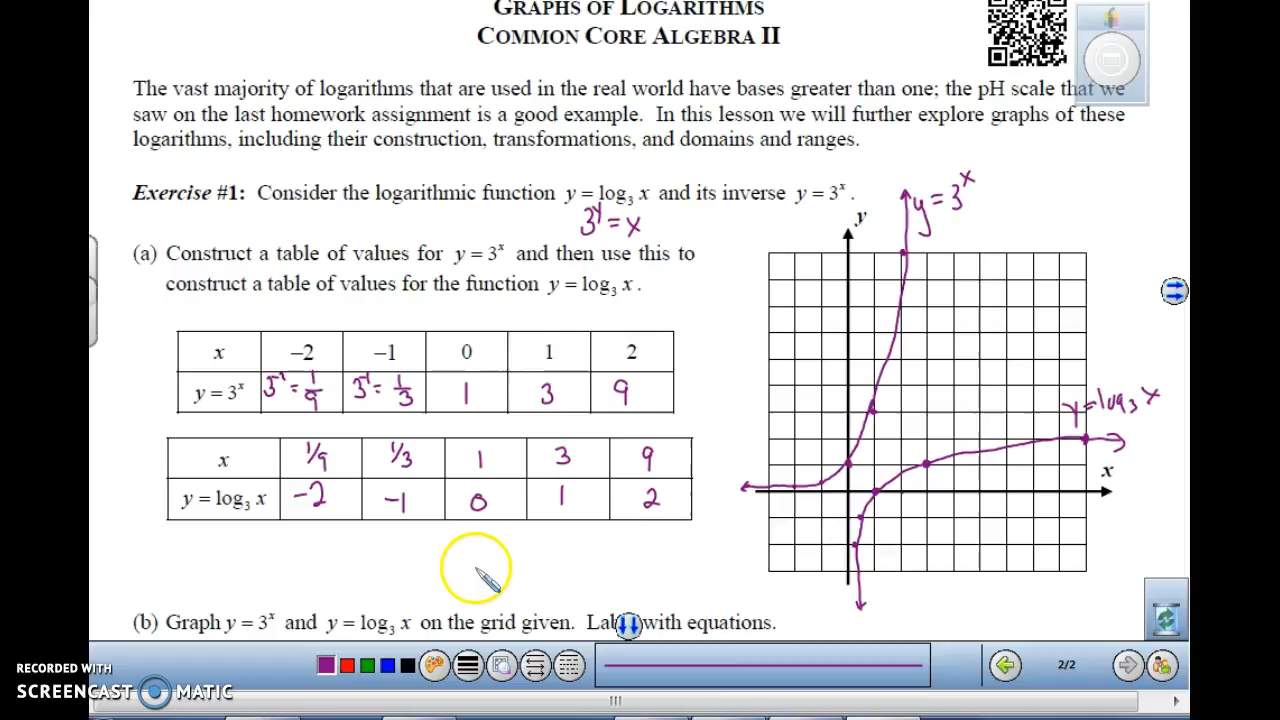 GRAPHS OF LOGARITHMS
COMMON CORE ALGEBRA II
The vast majority of logarithms that are used in the real world have bases greater than one; the pH scale that we
saw on the last homework assignment is a good example. In this lesson we will further explore graphs of these
logarithms, including their construction, transformations, and domains and ranges.
Exercise #1: Consider the logarithmic function y = log₃ x and its inverse y = 3ˣ.
3ʸ = x
y = 3ˣ
y
(a) Construct a table of values for y = 3ˣ and then use this to
construct a table of values for the function y = log₃ x.
x −2 −1 0 1 2
y = 3ˣ = 1/9 = 1/3 1 3 9
y = log₃ x
x
x 1/9 1/3 1 3 9
y = log₃ x −2 −1 0 1 2
(b) Graph y = 3ˣ and y = log₃ x on the grid given. with equations.
RECORDED WITH
SCREENCAST MATIC
2/2